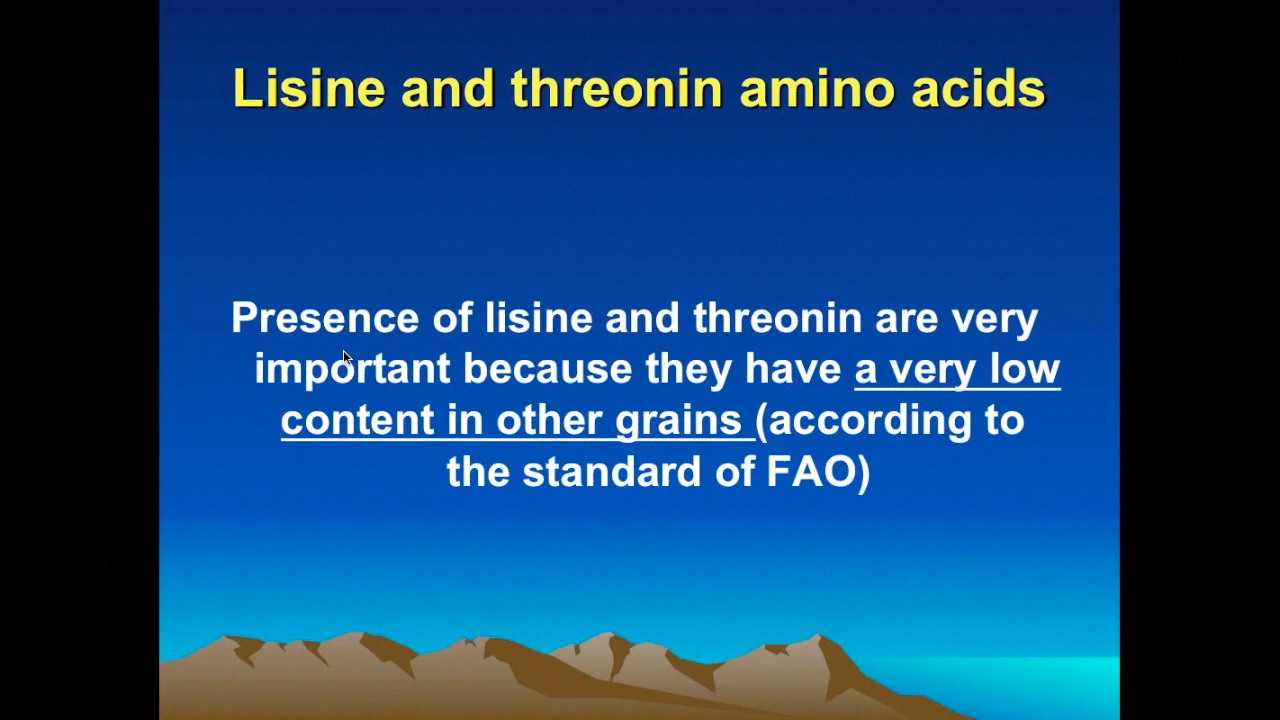 Lisine and threonin amino acids
Presence of lisine and threonin are very
important because they have a very low
content in other grains (according to
the standard of FAO)